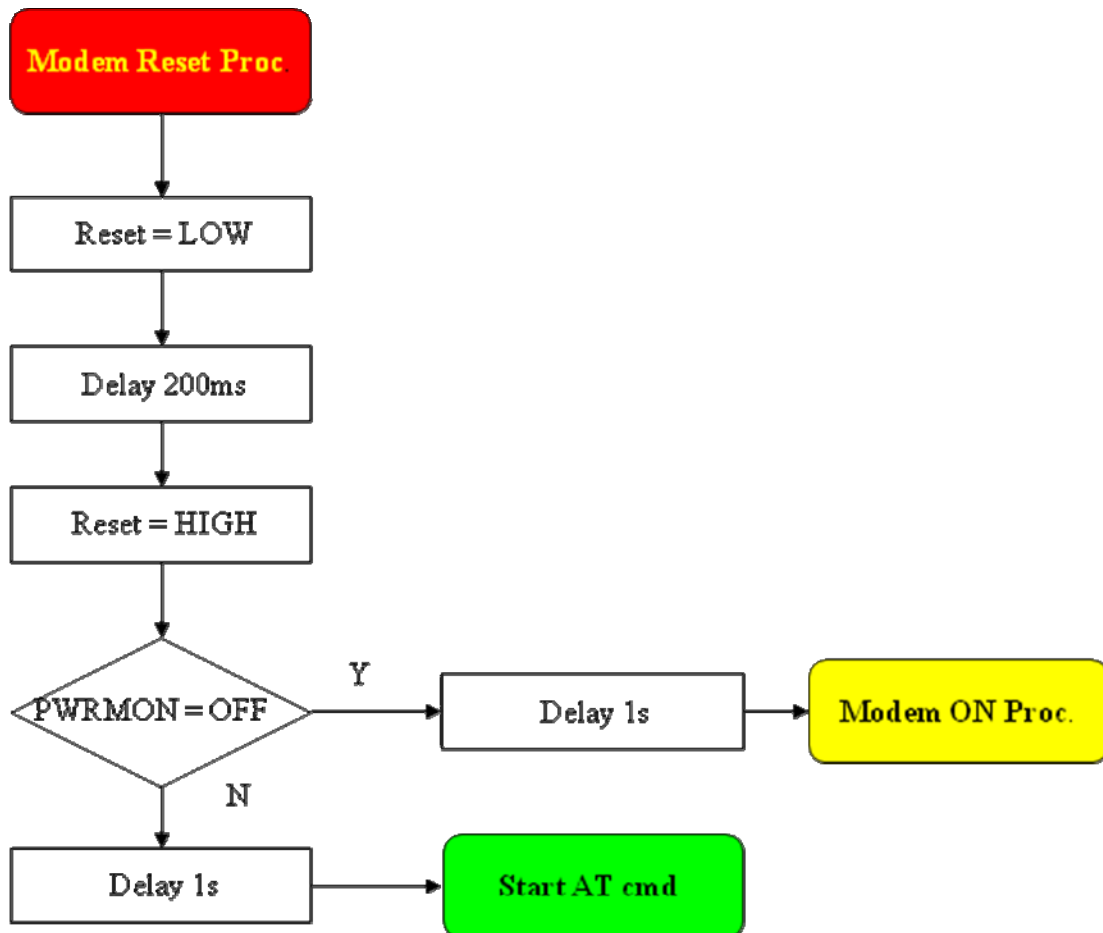 Modem Reset Proc.
Reset = LOW
Delay 200ms
Reset = HIGH
PWRMON = OFF
Y
Delay 1s
Modem ON Proc.
N
Delay 1s
Start AT cmd